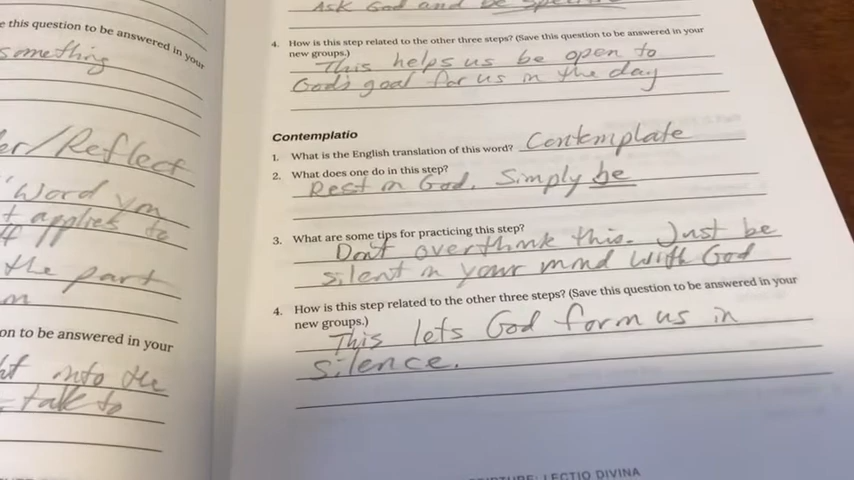 e this question to be answered in your
something
er/Reflect
Word you
t applies to
the part
on to be answered in your
into the
talk to
Ask God and be
4. How is this step related to the other three steps? (Save this question to be answered in your
new groups.)
This helps us be open to
God's goal for us in the day
Contemplatio
1. What is the English translation of this word? Contemplate
2. What does one do in this step?
Rest in God. Simply be
3. What are some tips for practicing this step?
Don't overthink this. Just be
silent in your mind with God
4. How is this step related to the other three steps? (Save this question to be answered in your
new groups.)
This lets God form us in
silence.
LECTIO DIVINA